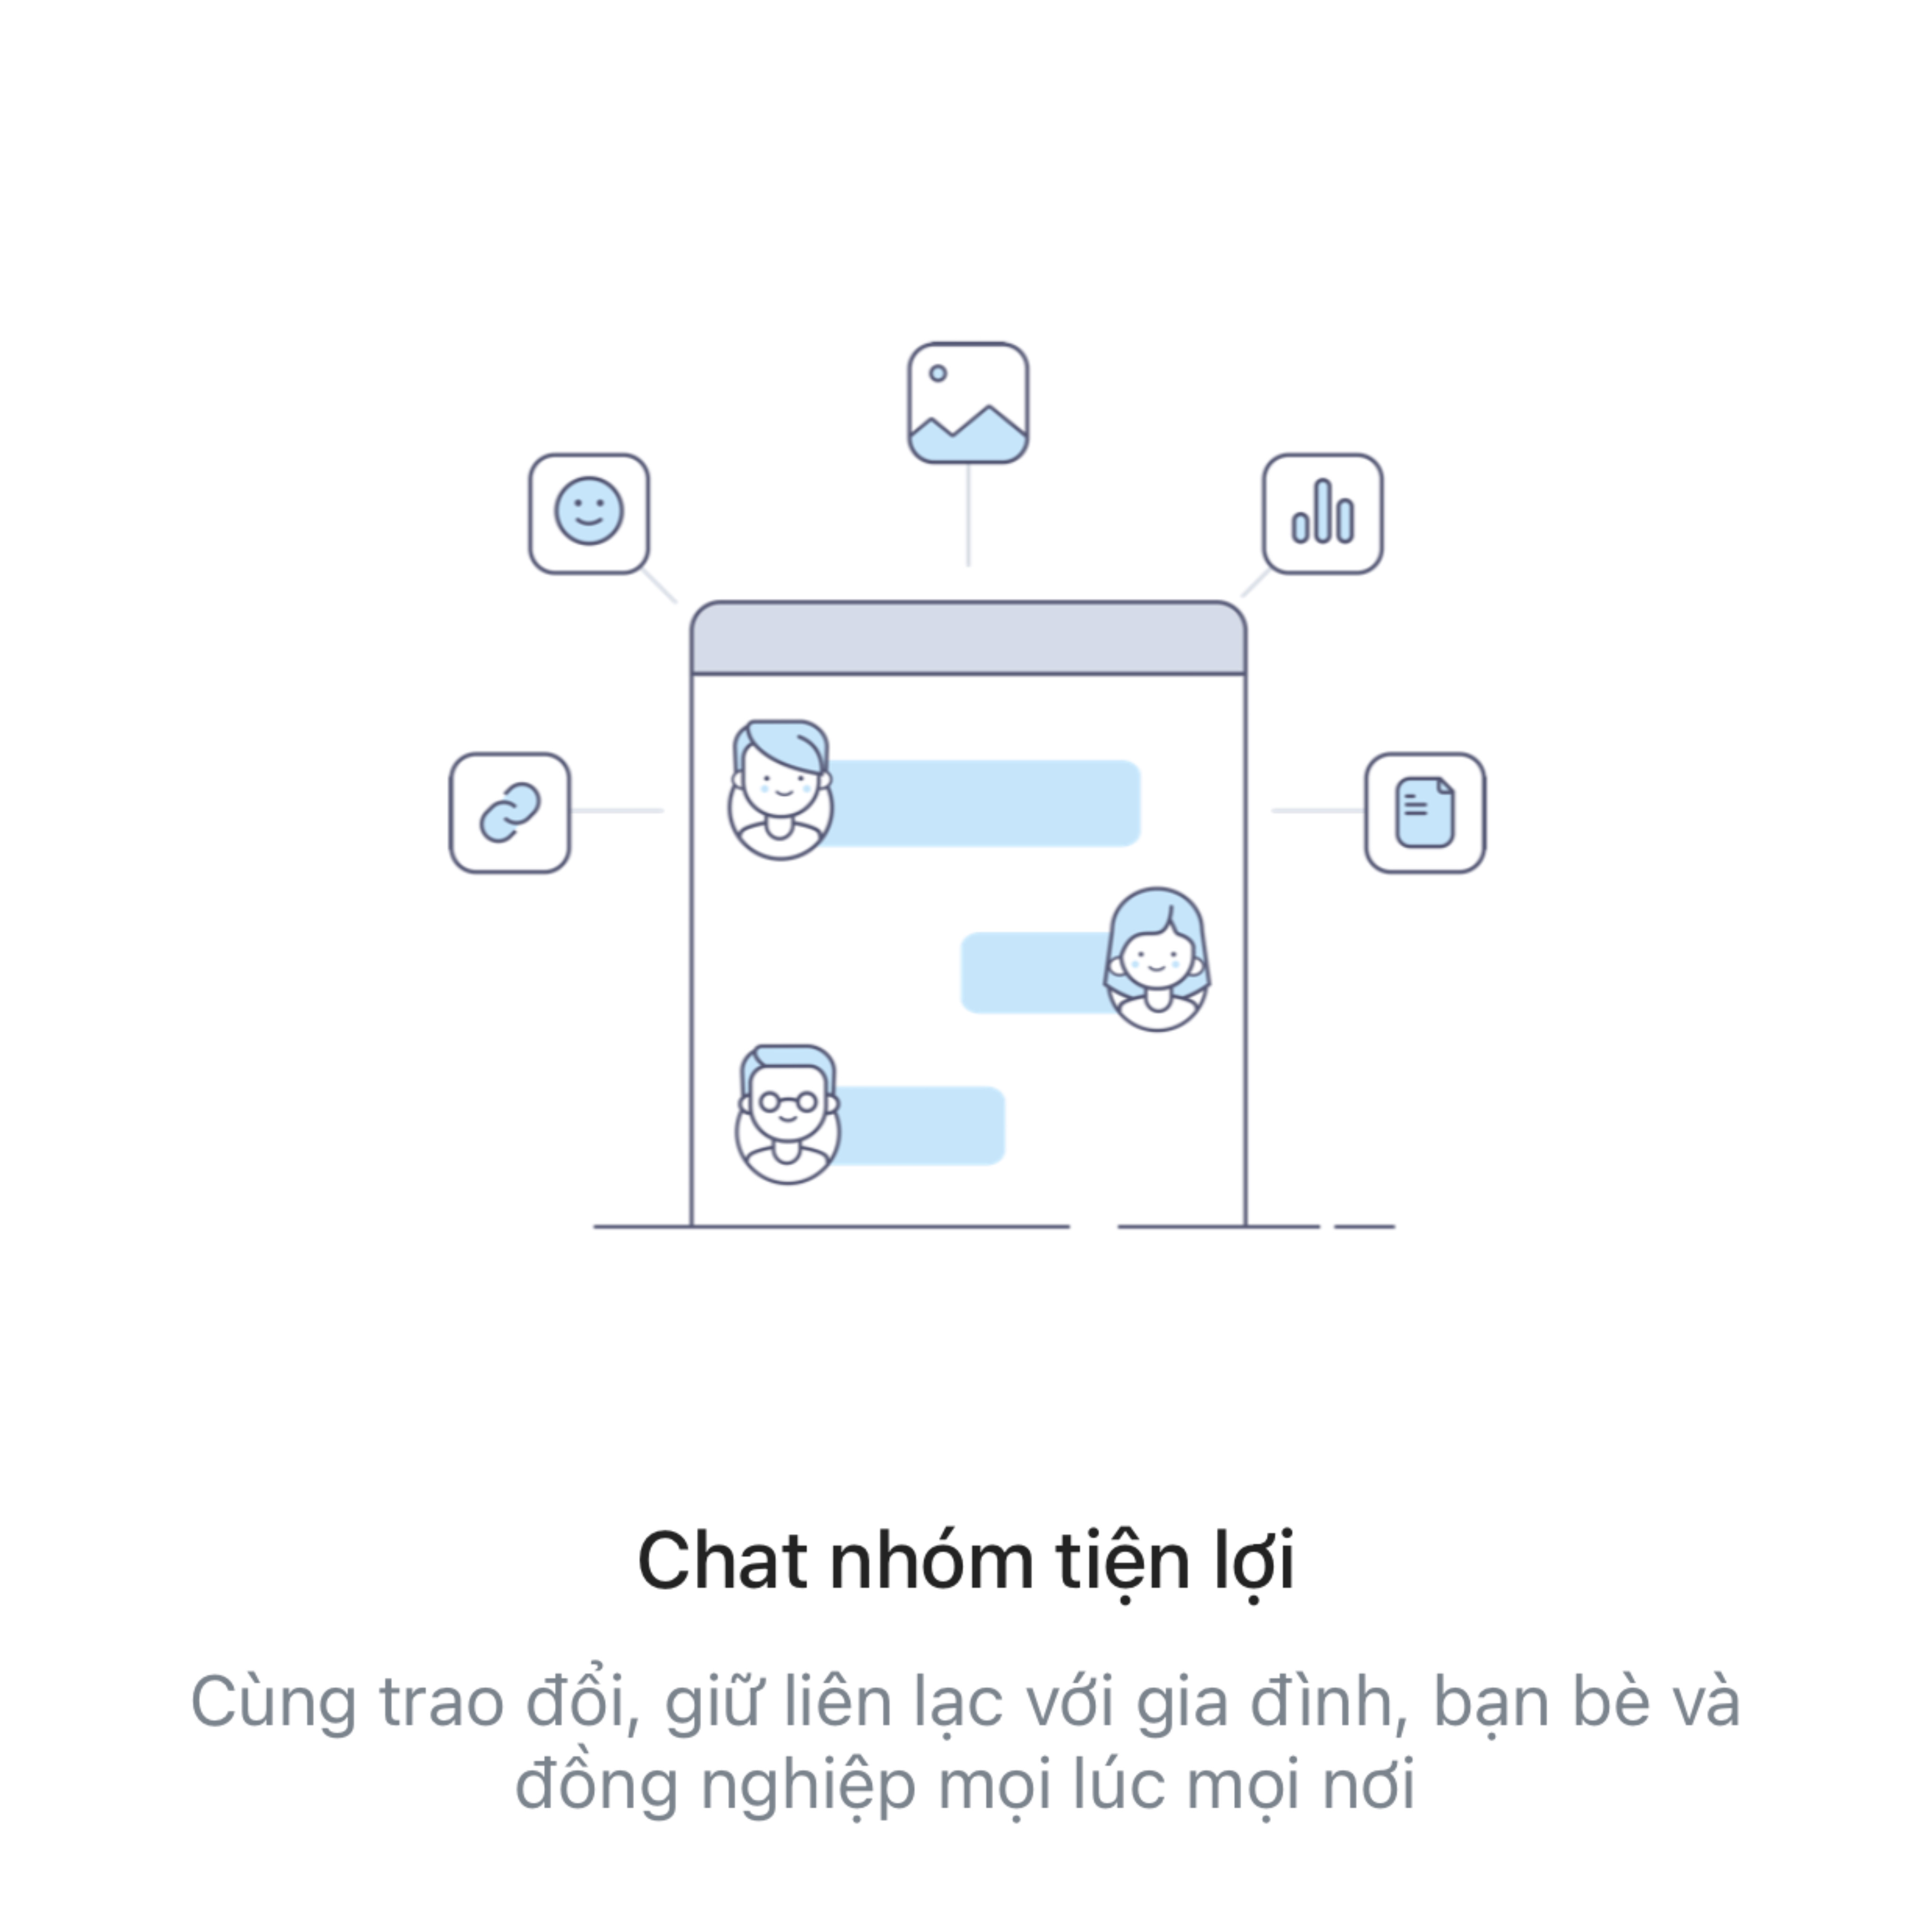 Chat nhóm tiện lợi
Cùng trao đổi, giữ liên lạc với gia đình, bạn bè và
đồng nghiệp mọi lúc mọi nơi